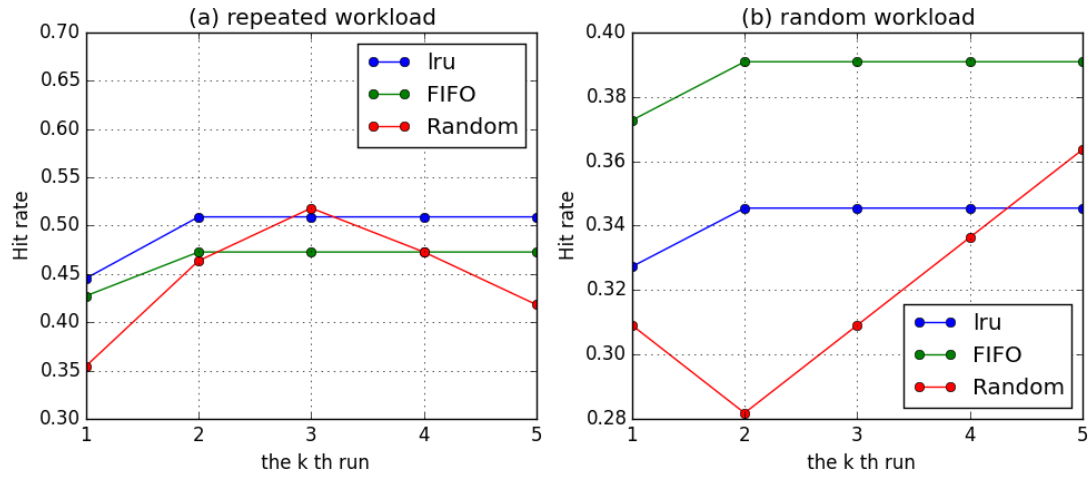 (a) repeated workload
0.70
0.65
0.60
0.55
0.50
0.45
0.40
0.35
0.30
Hit rate
lru
FIFO
Random
1 2 3 4 5
the k th run
(b) random workload
0.40
0.38
0.36
0.34
0.32
0.30
0.28
Hit rate
lru
FIFO
Random
1 2 3 4 5
the k th run